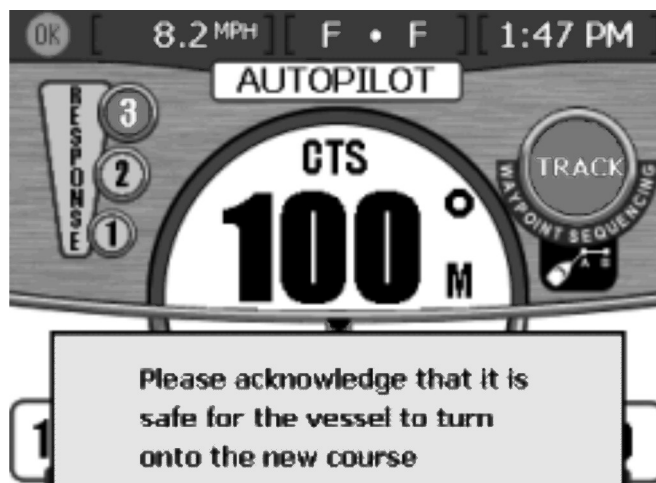 OK [ 8.2 MPH ] [ F • F ] [ 1:47 PM ]
AUTOPILOT
RESPONSE
3
2
1
CTS
100°
M
TRACK
WAYPOINT SEQUENCING
A B
Please acknowledge that it is
safe for the vessel to turn
onto the new course